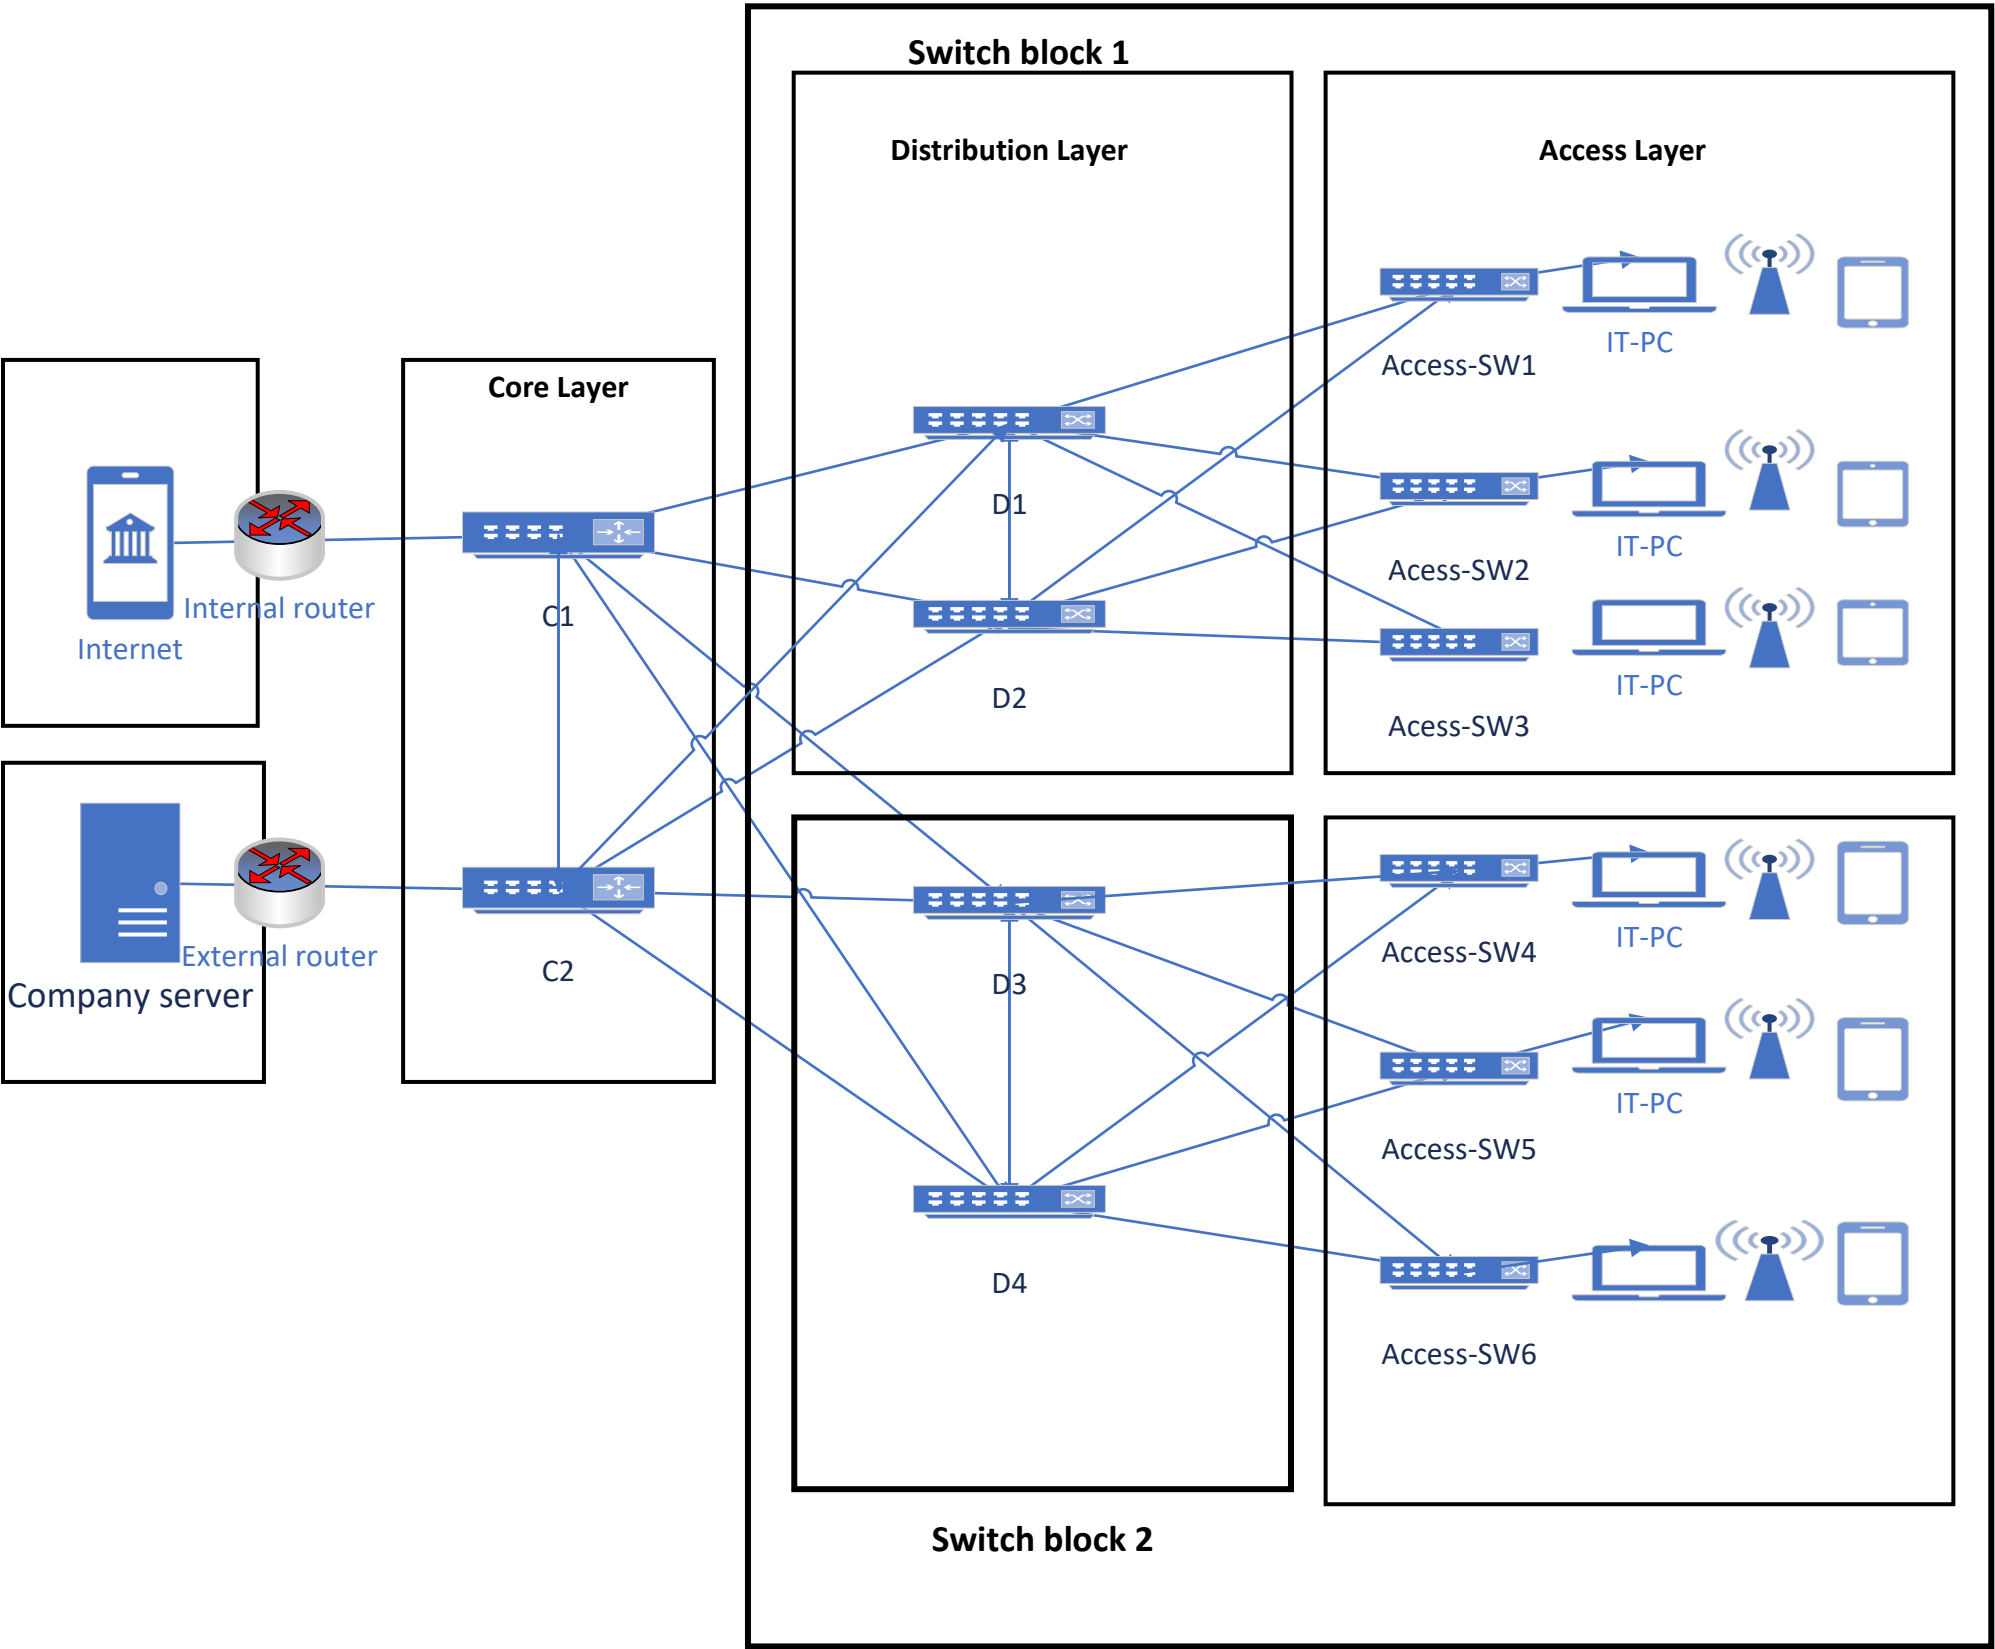 Switch block 1
Distribution Layer
Access Layer
IT-PC
Access-SW1
Core Layer
D1
IT-PC
Acess-SW2
Internal router
C1
Internet
IT-PC
D2
Acess-SW3
IT-PC
Access-SW4
External router
C2
D3
Company server
IT-PC
Access-SW5
D4
Access-SW6
Switch block 2